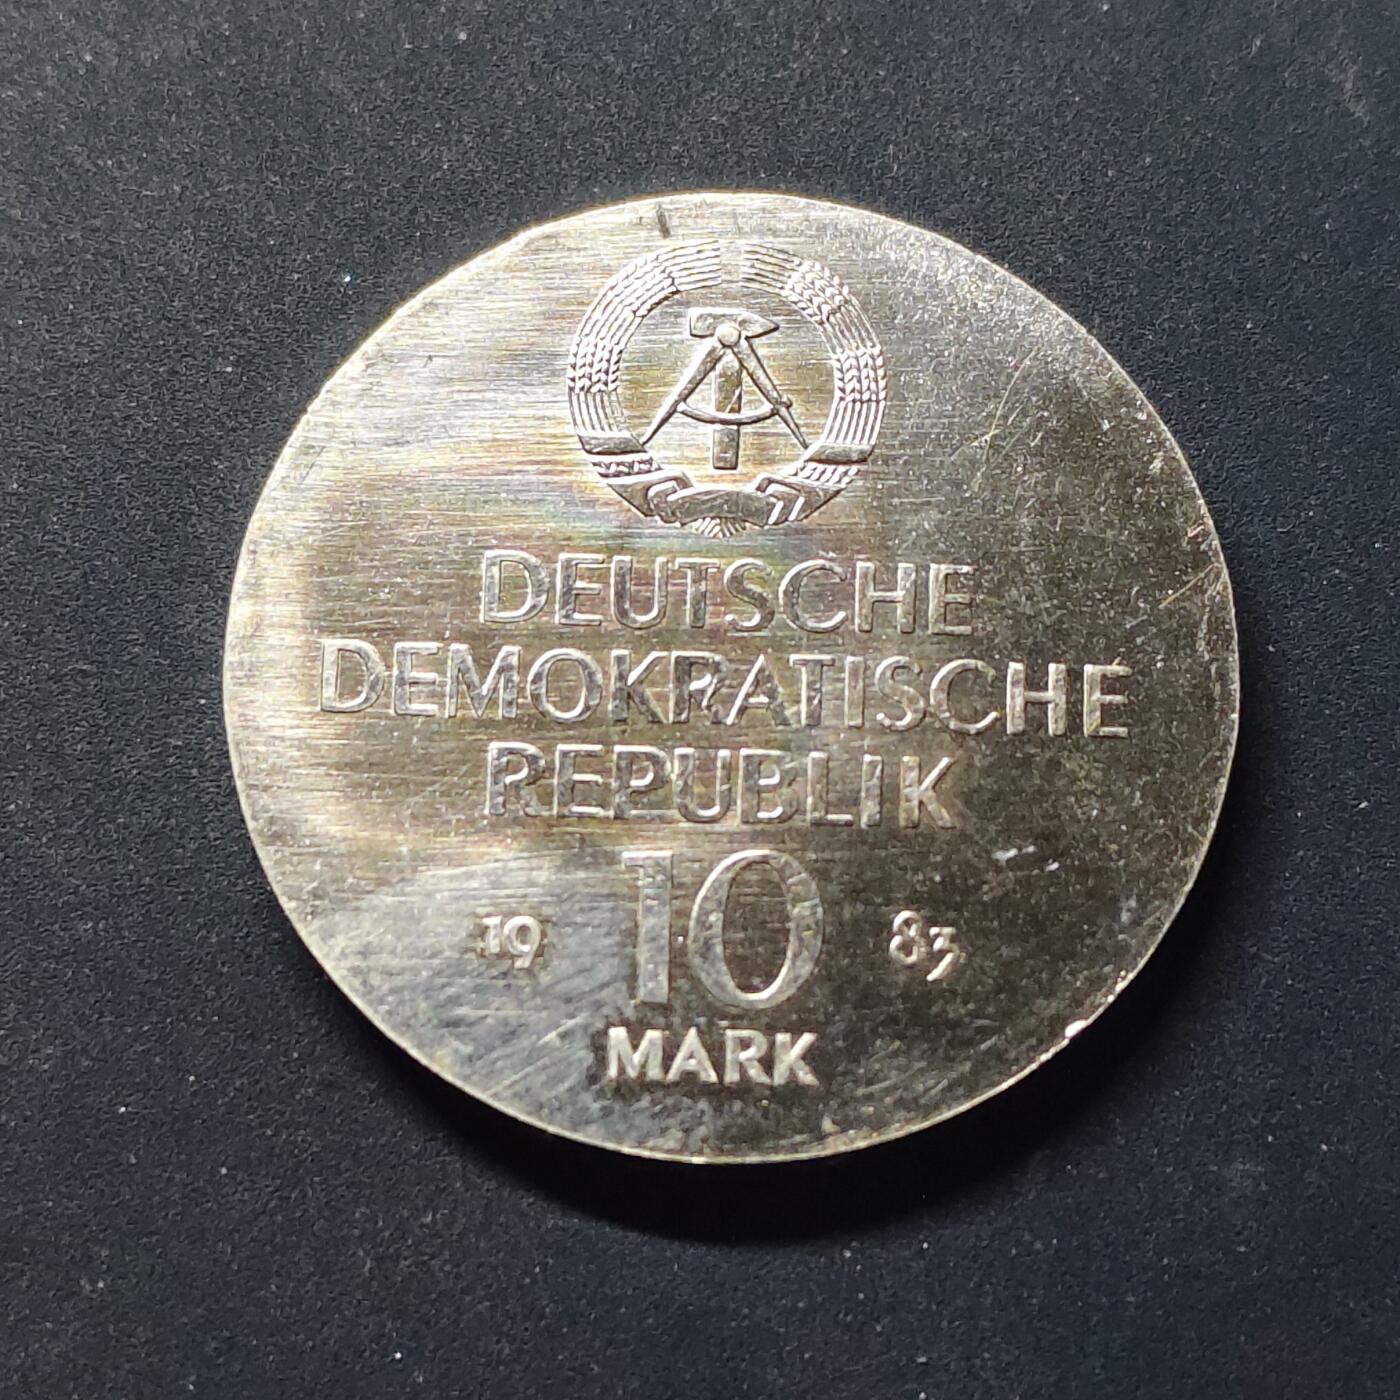 DEUTSCHE
DEMOKRATISCHE
REPUBLIK
19 10 83
MARK